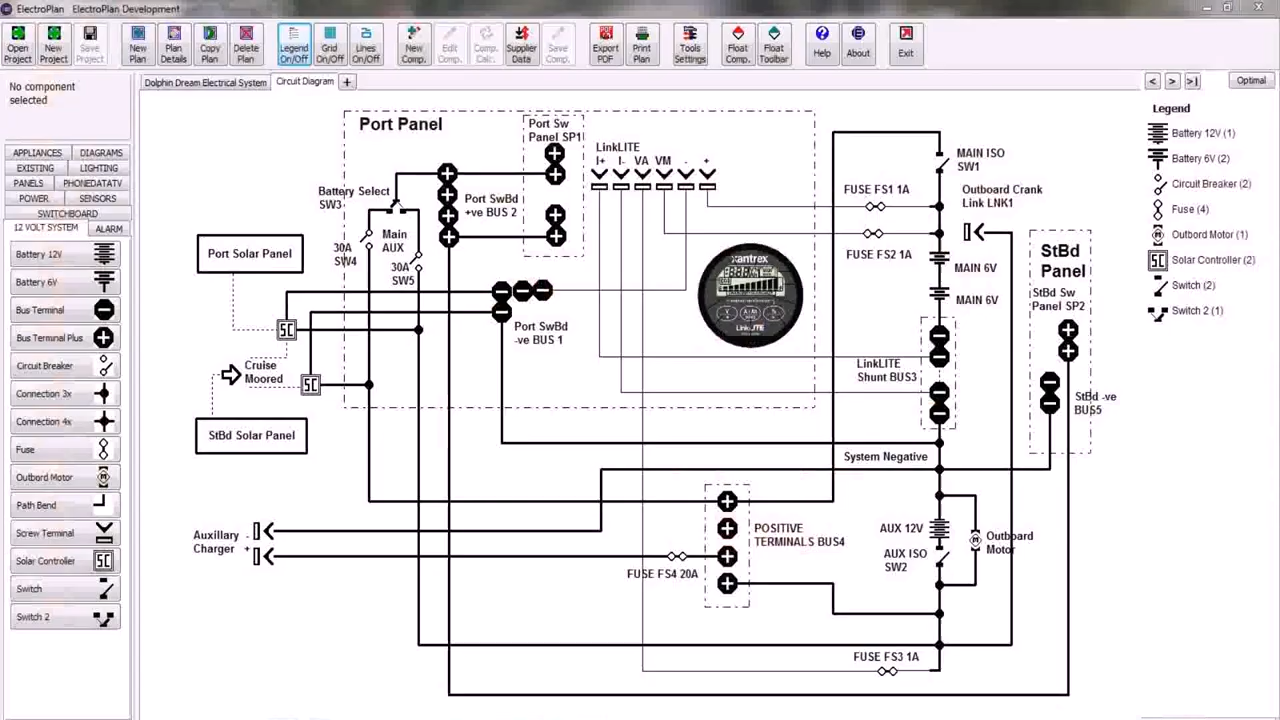 ElectroPlan    ElectroPlan Development
Open Project
New Project
Save Project
New Plan
Plan Details
Copy Plan
Delete Plan
Legend On/Off
Grid On/Off
Lines On/Off
New Comp.
Edit Comp.
Comp. Calc.
Supplier Data
Save Comp.
Export PDF
Print Plan
Tools Settings
Float Comp.
Float Toolbar
Help
About
Exit
No component
selected
Dolphin Dream Electrical System
Circuit Diagram
+
<
>
>|
Optimal
APPLIANCES
DIAGRAMS
EXISTING
LIGHTING
PANELS
PHONEDATATV
POWER
SENSORS
SWITCHBOARD
12 VOLT SYSTEM
ALARM
Battery 12V
Battery 6V
Bus Terminal
Bus Terminal Plus
Circuit Breaker
Connection 3x
Connection 4x
Fuse
Outbord Motor
Path Bend
Screw Terminal
Solar Controller
SC
Switch
Switch 2
Port Panel
Port Sw
Panel SP1
LinkLITE
I+ I- VA VM - +
Battery Select
SW3
Port SwBd
+ve BUS 2
Main
AUX
30A
SW4
30A
SW5
Port Solar Panel
SC
Cruise
Moored
SC
StBd Solar Panel
Port SwBd
-ve BUS 1
xantrex
LinkLITE
MAIN ISO
SW1
FUSE FS1 1A
Outboard Crank
Link LNK1
FUSE FS2 1A
MAIN 6V
MAIN 6V
LinkLITE
Shunt BUS3
StBd
Panel
StBd Sw
Panel SP2
StBd -ve
BUS5
System Negative
Auxillary
Charger
-
+
FUSE FS4 20A
POSITIVE
TERMINALS BUS4
AUX 12V
AUX ISO
SW2
M
Outboard
Motor
FUSE FS3 1A
Legend
Battery 12V (1)
Battery 6V (2)
Circuit Breaker (2)
Fuse (4)
Outbord Motor (1)
SC Solar Controller (2)
Switch (2)
Switch 2 (1)